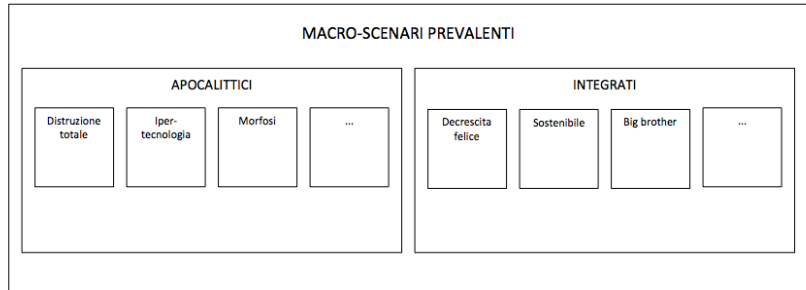 MACRO-SCENARI PREVALENTI
APOCALITTICI
Distruzione
totale
Iper-
tecnologia
Morfosi
...
INTEGRATI
Decrescita
felice
Sostenibile
Big brother
...